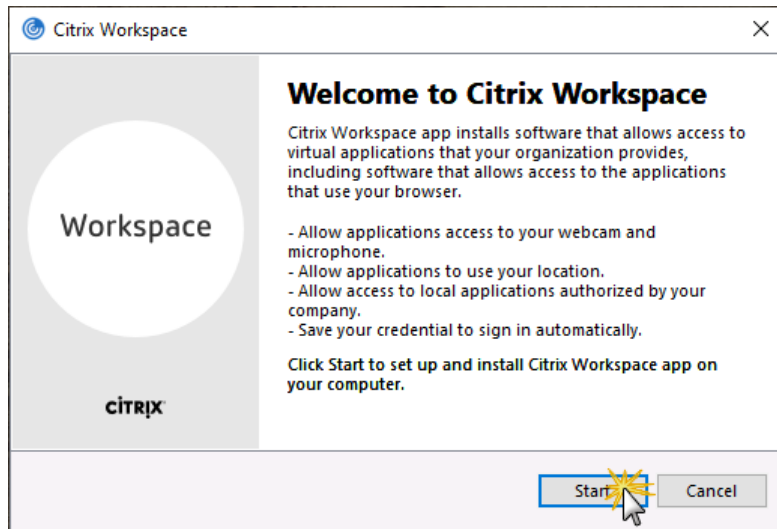 Citrix Workspace
Welcome to Citrix Workspace
Citrix Workspace app installs software that allows access to
virtual applications that your organization provides,
including software that allows access to the applications
that use your browser.
- Allow applications access to your webcam and
microphone.
- Allow applications to use your location.
- Allow access to local applications authorized by your
company.
- Save your credential to sign in automatically.
Click Start to set up and install Citrix Workspace app on
your computer.
Workspace
CİTRIX
Start
Cancel